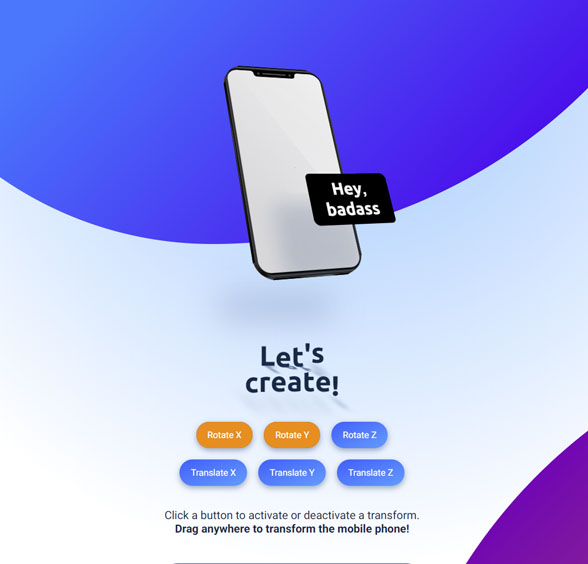 Hey,
badass
Let's
create!
Rotate X
Rotate Y
Rotate Z
Translate X
Translate Y
Translate Z
Click a button to activate or deactivate a transform.
Drag anywhere to transform the mobile phone!